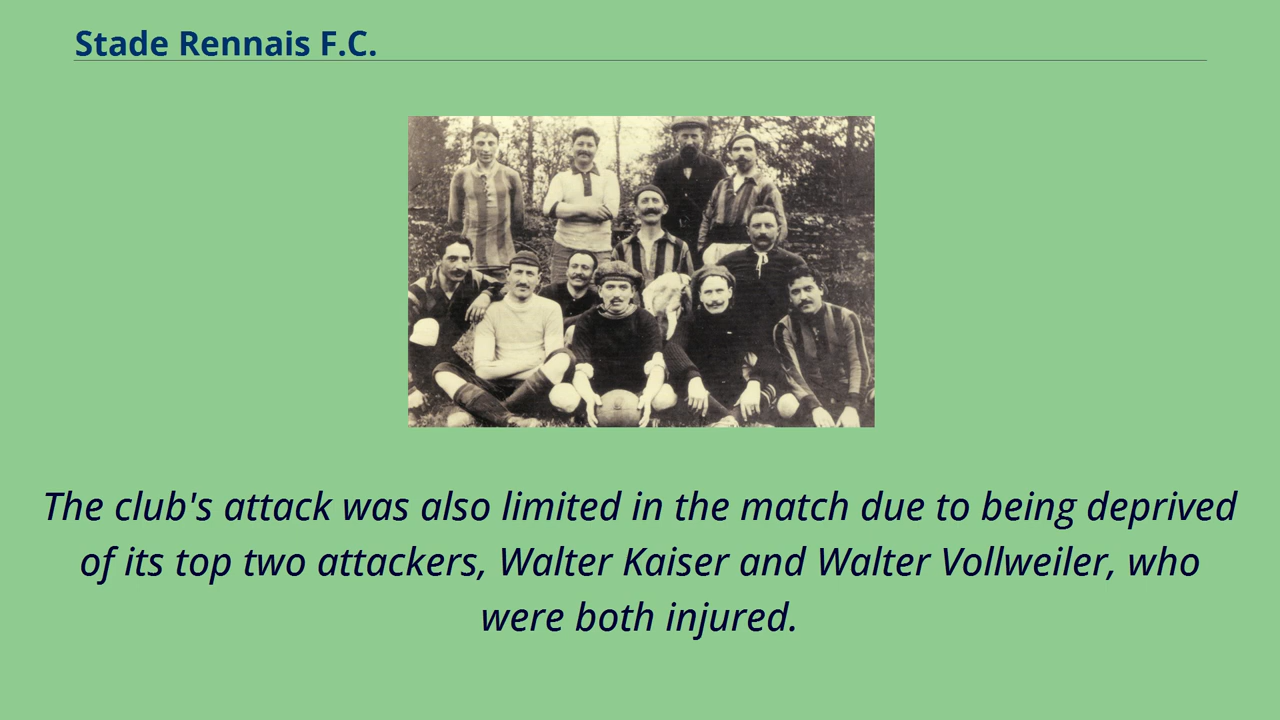 Stade Rennais F.C.
The club's attack was also limited in the match due to being deprived
of its top two attackers, Walter Kaiser and Walter Vollweiler, who
were both injured.